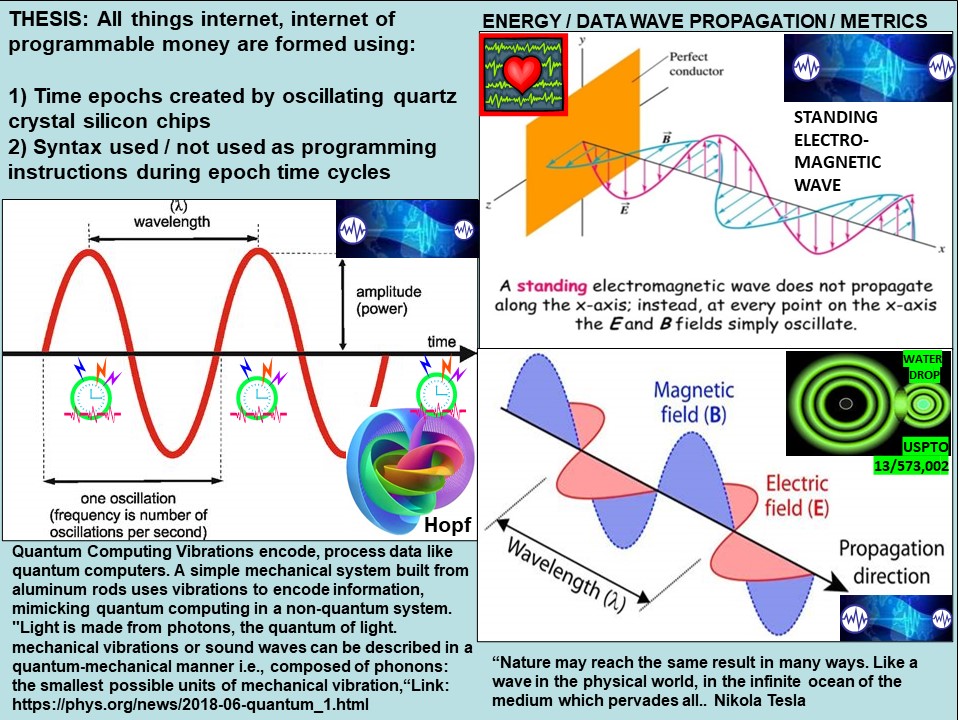 THESIS: All things internet, internet of
programmable money are formed using:
1) Time epochs created by oscillating quartz
crystal silicon chips
2) Syntax used / not used as programming
instructions during epoch time cycles
(λ)
wavelength
amplitude
(power)
time
one oscillation
(frequency is number of
oscillations per second)
Hopf
Quantum Computing Vibrations encode, process data like
quantum computers. A simple mechanical system built from
aluminum rods uses vibrations to encode information,
mimicking quantum computing in a non-quantum system.
"Light is made from photons, the quantum of light.
mechanical vibrations or sound waves can be described in a
quantum-mechanical manner i.e., composed of phonons:
the smallest possible units of mechanical vibration,“Link:
https://phys.org/news/2018-06-quantum_1.html
ENERGY / DATA WAVE PROPAGATION / METRICS
y
Perfect
conductor
B
E
z
x
STANDING
ELECTRO-
MAGNETIC
WAVE
A standing electromagnetic wave does not propagate
along the x-axis; instead, at every point on the x-axis
the E and B fields simply oscillate.
Magnetic
field (B)
Electric
field (E)
Wavelength (λ)
Propagation
direction
WATER
DROP
USPTO
13/573,002
“Nature may reach the same result in many ways. Like a
wave in the physical world, in the infinite ocean of the
medium which pervades all.. Nikola Tesla